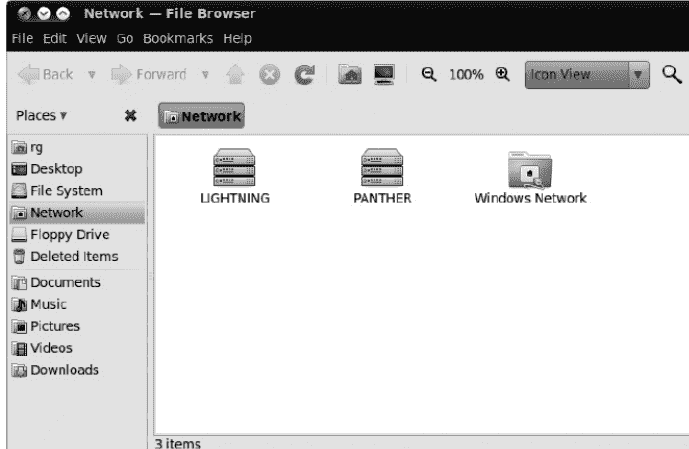 Network — File Browser
File Edit View Go Bookmarks Help
Back Forward 100% Icon View
Places Network
rg
Desktop
File System
Network
Floppy Drive
Deleted Items
Documents
Music
Pictures
Videos
Downloads
LIGHTNING PANTHER Windows Network
3 items